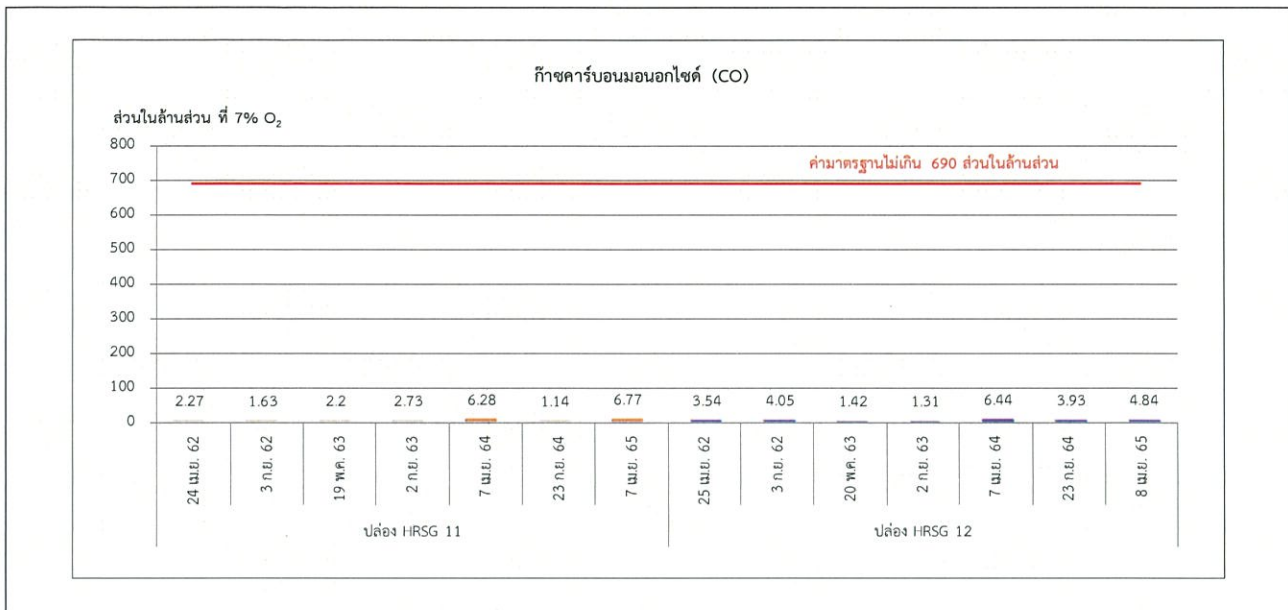 ก๊าซคาร์บอนมอนอกไซด์ (CO)
ส่วนในล้านส่วน ที่ 7% O₂
ค่ามาตรฐานไม่เกิน 690 ส่วนในล้านส่วน
800
700
600
500
400
300
200
100
0
2.27 1.63 2.2 2.73 6.28 1.14 6.77 3.54 4.05 1.42 1.31 6.44 3.93 4.84
24 เม.ย. 62
3 ก.ย. 62
19 พ.ค. 63
2 ก.ย. 63
7 เม.ย. 64
23 ก.ย. 64
7 เม.ย. 65
25 เม.ย. 62
3 ก.ย. 62
20 พ.ค. 63
2 ก.ย. 63
7 เม.ย. 64
23 ก.ย. 64
8 เม.ย. 65
ปล่อง HRSG 11 ปล่อง HRSG 12